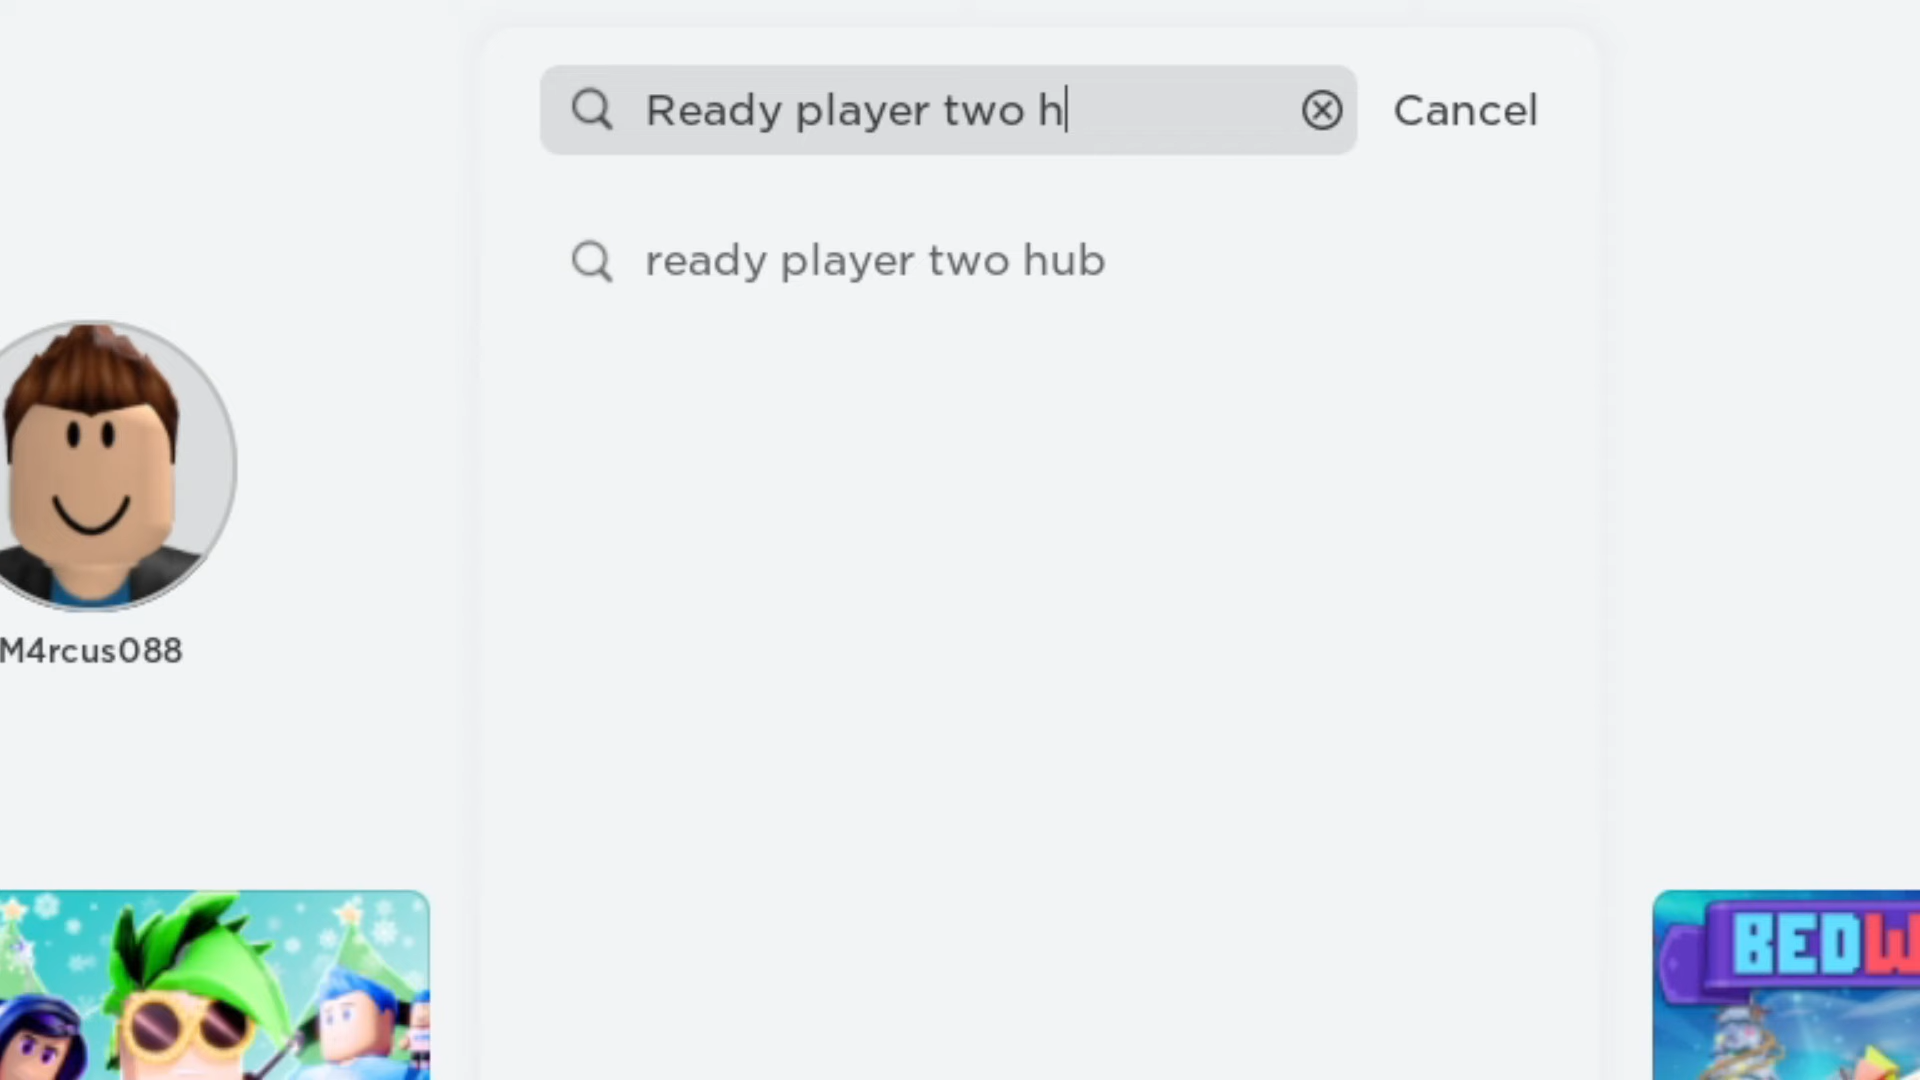 Ready player two h
Cancel
ready player two hub
M4rcus088
BEDW